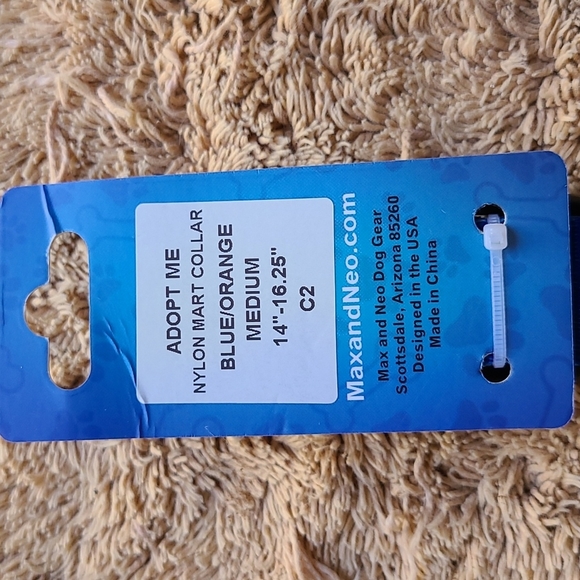 ADOPT ME
NYLON MART COLLAR
BLUE/ORANGE
MEDIUM
14"-16.25"
C2
MaxandNeo.com
Max and Neo Dog Gear
Scottsdale, Arizona 85260
Designed in the USA
Made in China